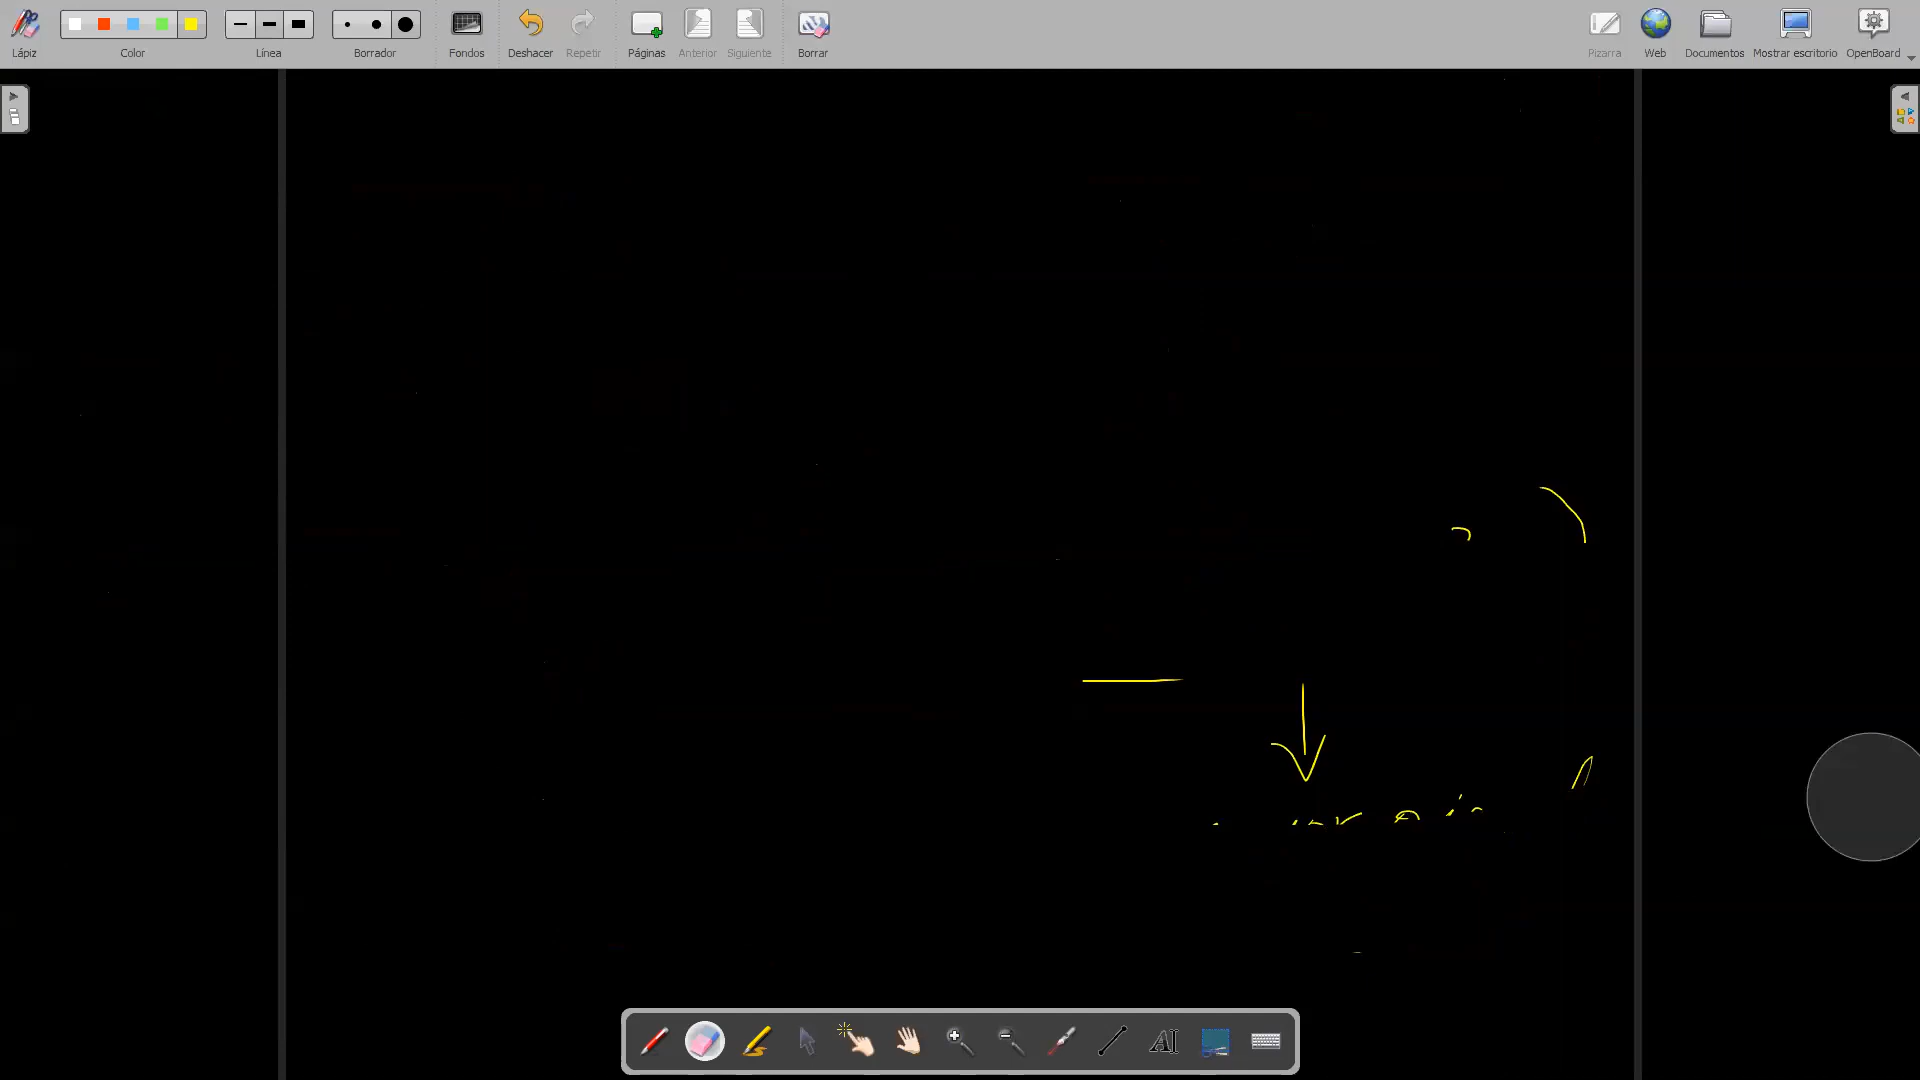 Lápiz Color Línea Borrador Fondos Deshacer Repetir Páginas Anterior Siguiente Borrar Pizarra Web Documentos Mostrar escritorio OpenBoard